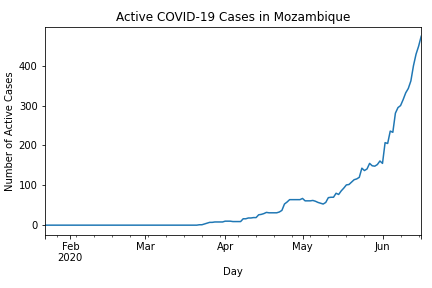 Active COVID-19 Cases in Mozambique
Number of Active Cases
400
300
200
100
0
Feb Mar Apr May Jun
2020
Day